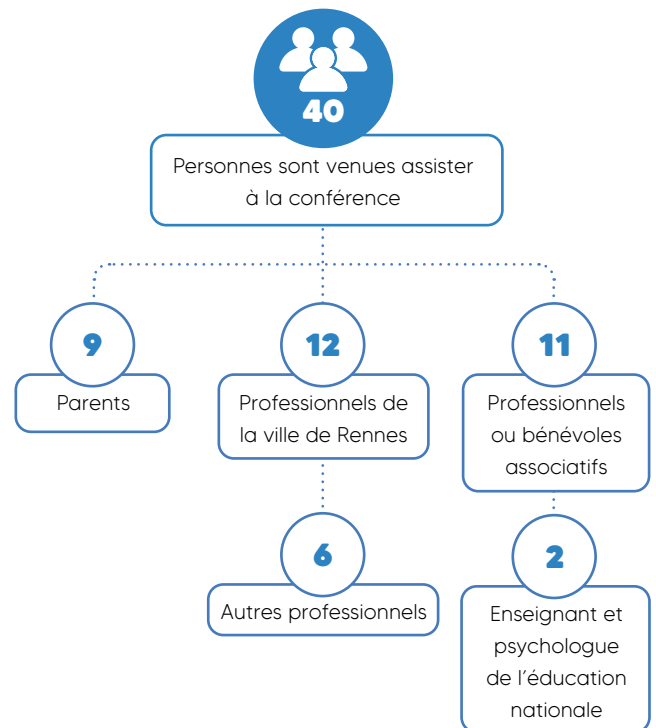 40
Personnes sont venues assister
à la conférence
9
Parents
12
Professionnels de
la ville de Rennes
11
Professionnels
ou bénévoles
associatifs
6
Autres professionnels
2
Enseignant et
psychologue
de l'éducation
nationale